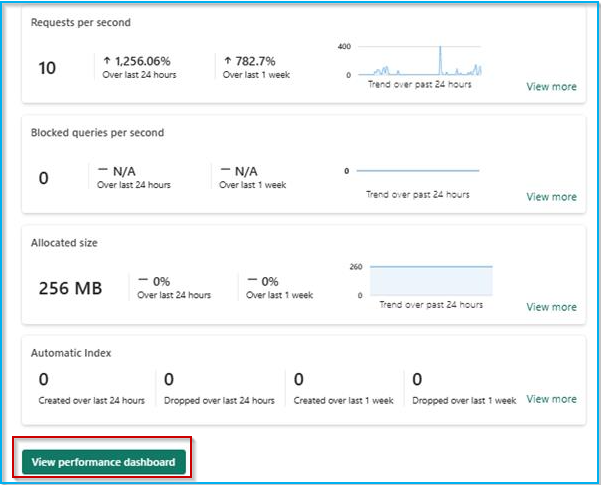 Requests per second
10
↑ 1,256.06%
Over last 24 hours
↑ 782.7%
Over last 1 week
400
0
Trend over past 24 hours
View more
Blocked queries per second
0
— N/A
Over last 24 hours
— N/A
Over last 1 week
0
Trend over past 24 hours
View more
Allocated size
256 MB
— 0%
Over last 24 hours
— 0%
Over last 1 week
260
0
Trend over past 24 hours
View more
Automatic Index
0
Created over last 24 hours
0
Dropped over last 24 hours
0
Created over last 1 week
0
Dropped over last 1 week
View more
View performance dashboard